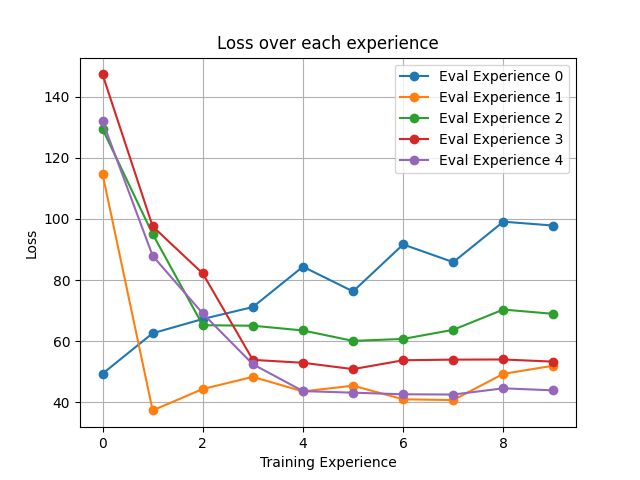 Loss over each experience
Eval Experience 0
Eval Experience 1
Eval Experience 2
Eval Experience 3
Eval Experience 4
Loss
140
120
100
80
60
40
0 2 4 6 8
Training Experience